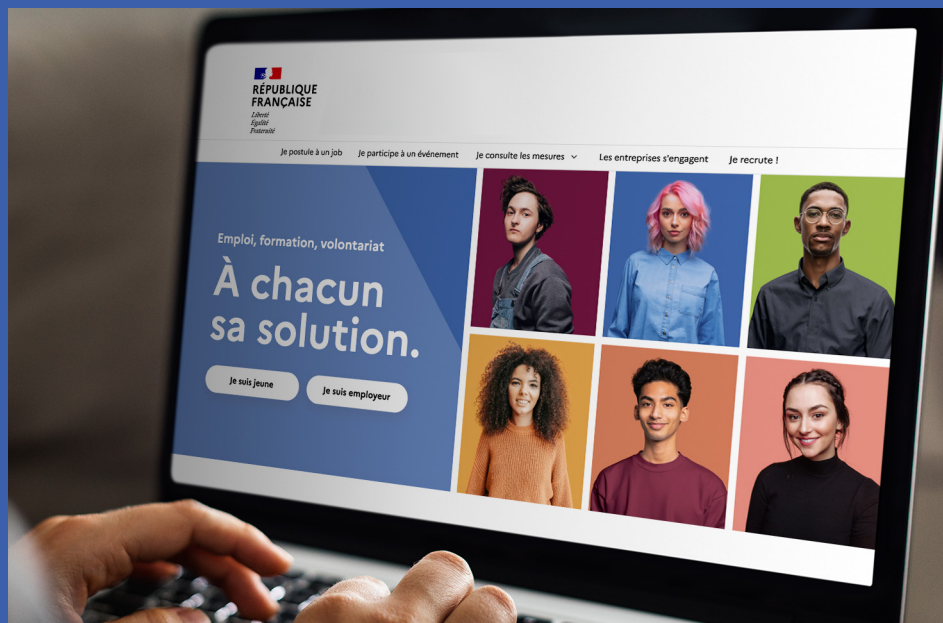 RÉPUBLIQUE
FRANÇAISE
Liberté
Égalité
Fraternité
Je postule à un job Je participe à un événement Je consulte les mesures Les entreprises s'engagent Je recrute !
Emploi, formation, volontariat
À chacun
sa solution.
Je suis jeune Je suis employeur